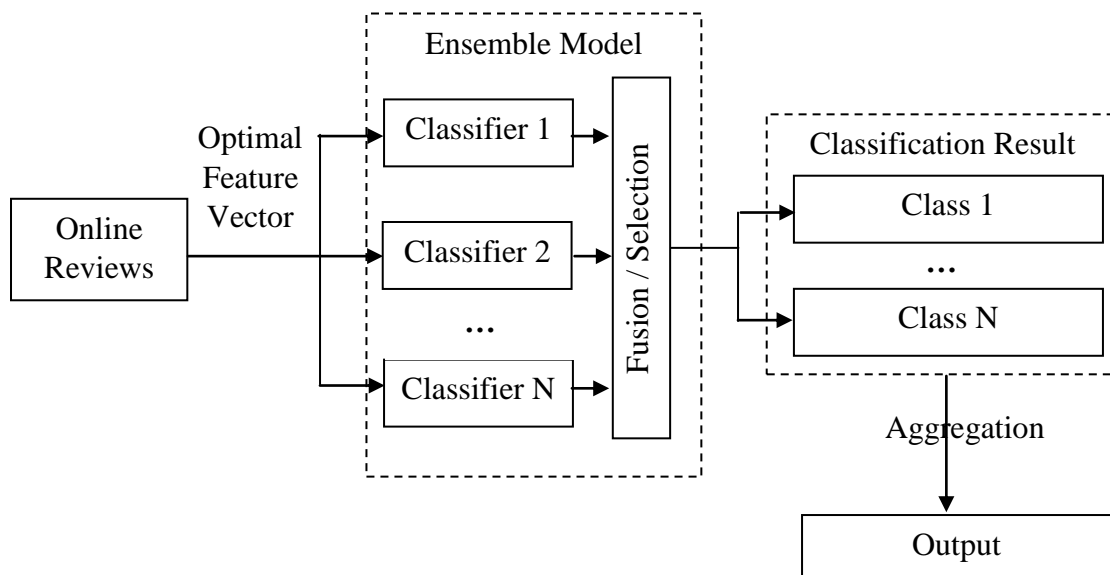 Online
Reviews
Optimal
Feature
Vector
Ensemble Model
Classifier 1
Classifier 2
...
Classifier N
Fusion / Selection
Classification Result
Class 1
...
Class N
Aggregation
Output